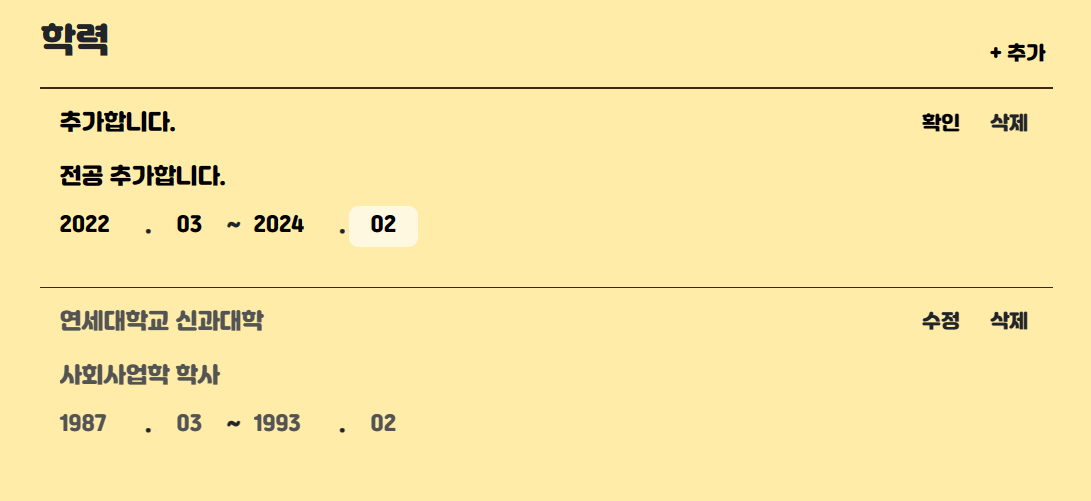 학력
+ 추가
추가합니다. 확인 삭제
전공 추가합니다.
2022 . 03 ~ 2024 . 02
연세대학교 신과대학 수정 삭제
사회사업학 학사
1987 . 03 ~ 1993 . 02